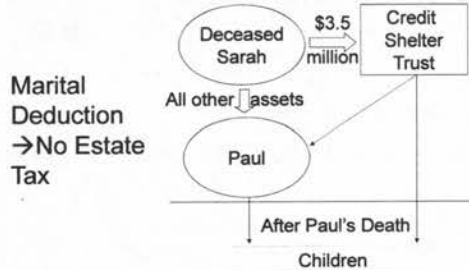 Deceased
Sarah
$3.5
million
Credit
Shelter
Trust
Marital
Deduction
→No Estate
Tax
All other assets
Paul
After Paul's Death
Children